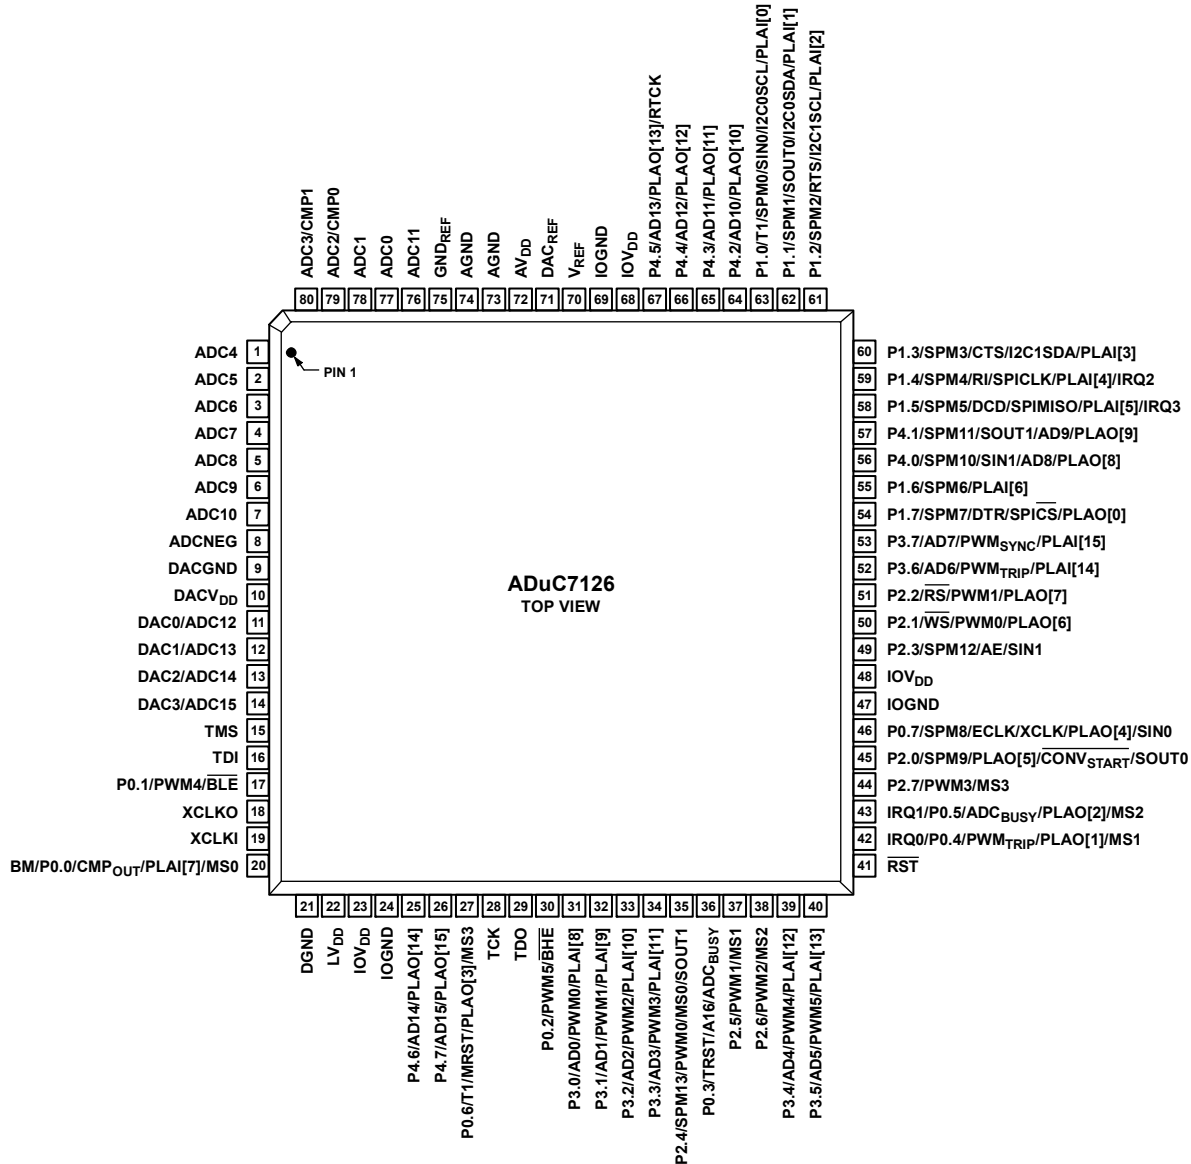 P1.0/T1/SPM0/SIN0/I2C0SCL/PLAI[0]
P1.1/SPM1/SOUT0/I2C0SDA/PLAI[1]
P1.2/SPM2/RTS/I2C1SCL/PLAI[2]
P4.5/AD13/PLAO[13]/RTCK
P4.4/AD12/PLAO[12]
P4.3/AD11/PLAO[11]
P4.2/AD10/PLAO[10]
ADC3/CMP1
ADC2/CMP0
ADC1
ADC0
ADC11
GNDREF
AGND
AGND
AVDD
DACREF
VREF
IOGND
IOVDD
80 79 78 77 76 75 74 73 72 71 70 69 68 67 66 65 64 63 62 61
ADC4 1
ADC5 2
ADC6 3
ADC7 4
ADC8 5
ADC9 6
ADC10 7
ADCNEG 8
DACGND 9
DACVDD 10
DAC0/ADC12 11
DAC1/ADC13 12
DAC2/ADC14 13
DAC3/ADC15 14
TMS 15
TDI 16
P0.1/PWM4/BLE 17
XCLKO 18
XCLKI 19
BM/P0.0/CMPOUT/PLAI[7]/MS0 20
PIN 1
ADuC7126
TOP VIEW
60 P1.3/SPM3/CTS/I2C1SDA/PLAI[3]
59 P1.4/SPM4/RI/SPICLK/PLAI[4]/IRQ2
58 P1.5/SPM5/DCD/SPIMISO/PLAI[5]/IRQ3
57 P4.1/SPM11/SOUT1/AD9/PLAO[9]
56 P4.0/SPM10/SIN1/AD8/PLAO[8]
55 P1.6/SPM6/PLAI[6]
54 P1.7/SPM7/DTR/SPICS/PLAO[0]
53 P3.7/AD7/PWMSYNC/PLAI[15]
52 P3.6/AD6/PWMTRIP/PLAI[14]
51 P2.2/RS/PWM1/PLAO[7]
50 P2.1/WS/PWM0/PLAO[6]
49 P2.3/SPM12/AE/SIN1
48 IOVDD
47 IOGND
46 P0.7/SPM8/ECLK/XCLK/PLAO[4]/SIN0
45 P2.0/SPM9/PLAO[5]/CONVSTART/SOUT0
44 P2.7/PWM3/MS3
43 IRQ1/P0.5/ADCBUSY/PLAO[2]/MS2
42 IRQ0/P0.4/PWMTRIP/PLAO[1]/MS1
41 RST
21 22 23 24 25 26 27 28 29 30 31 32 33 34 35 36 37 38 39 40
DGND
LVDD
IOVDD
IOGND
P4.6/AD14/PLAO[14]
P4.7/AD15/PLAO[15]
P0.6/T1/MRST/PLAO[3]/MS3
TCK
TDO
P0.2/PWM5/BHE
P3.0/AD0/PWM0/PLAI[8]
P3.1/AD1/PWM1/PLAI[9]
P3.2/AD2/PWM2/PLAI[10]
P3.3/AD3/PWM3/PLAI[11]
P2.4/SPM13/PWM0/MS0/SOUT1
P0.3/TRST/A16/ADCBUSY
P2.5/PWM1/MS1
P2.6/PWM2/MS2
P3.4/AD4/PWM4/PLAI[12]
P3.5/AD5/PWM5/PLAI[13]